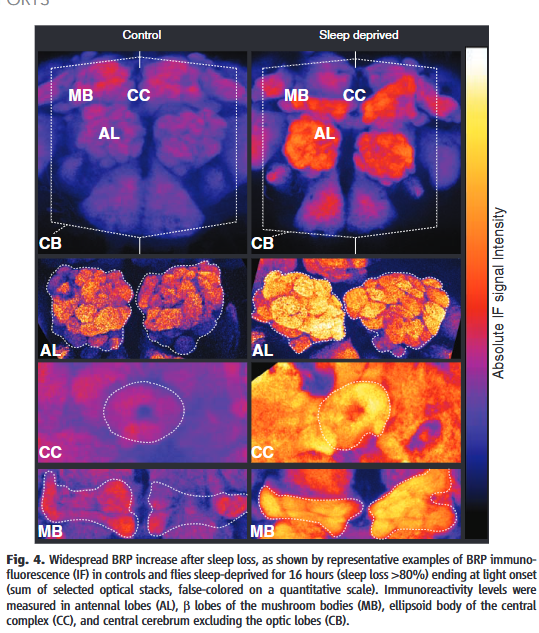 ORTS
Control
Sleep deprived
MB CC
MB CC
AL
AL
CB
CB
AL
AL
CC
CC
MB
MB
Absolute IF signal Intensity
Fig. 4. Widespread BRP increase after sleep loss, as shown by representative examples of BRP immuno-
fluorescence (IF) in controls and flies sleep-deprived for 16 hours (sleep loss >80%) ending at light onset
(sum of selected optical stacks, false-colored on a quantitative scale). Immunoreactivity levels were
measured in antennal lobes (AL), β lobes of the mushroom bodies (MB), ellipsoid body of the central
complex (CC), and central cerebrum excluding the optic lobes (CB).